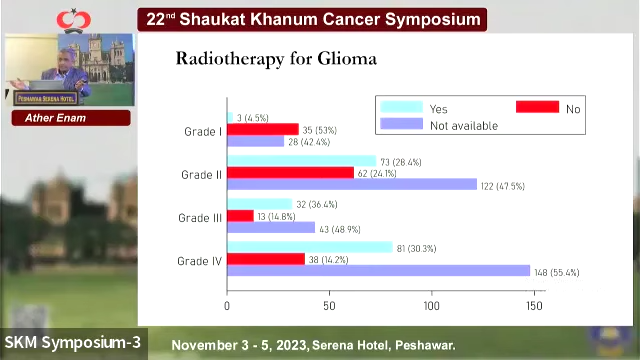 22nd Shaukat Khanum Cancer Symposium
PESHAWAR SERENA HOTEL
Ather Enam
Radiotherapy for Glioma
Yes
No
Not available
Grade I
3 (4.5%)
35 (53%)
28 (42.4%)
Grade II
73 (28.4%)
62 (24.1%)
122 (47.5%)
Grade III
32 (36.4%)
13 (14.8%)
43 (48.9%)
Grade IV
81 (30.3%)
38 (14.2%)
148 (55.4%)
0
50
100
150
SKM Symposium-3
November 3 - 5, 2023, Serena Hotel, Peshawar.